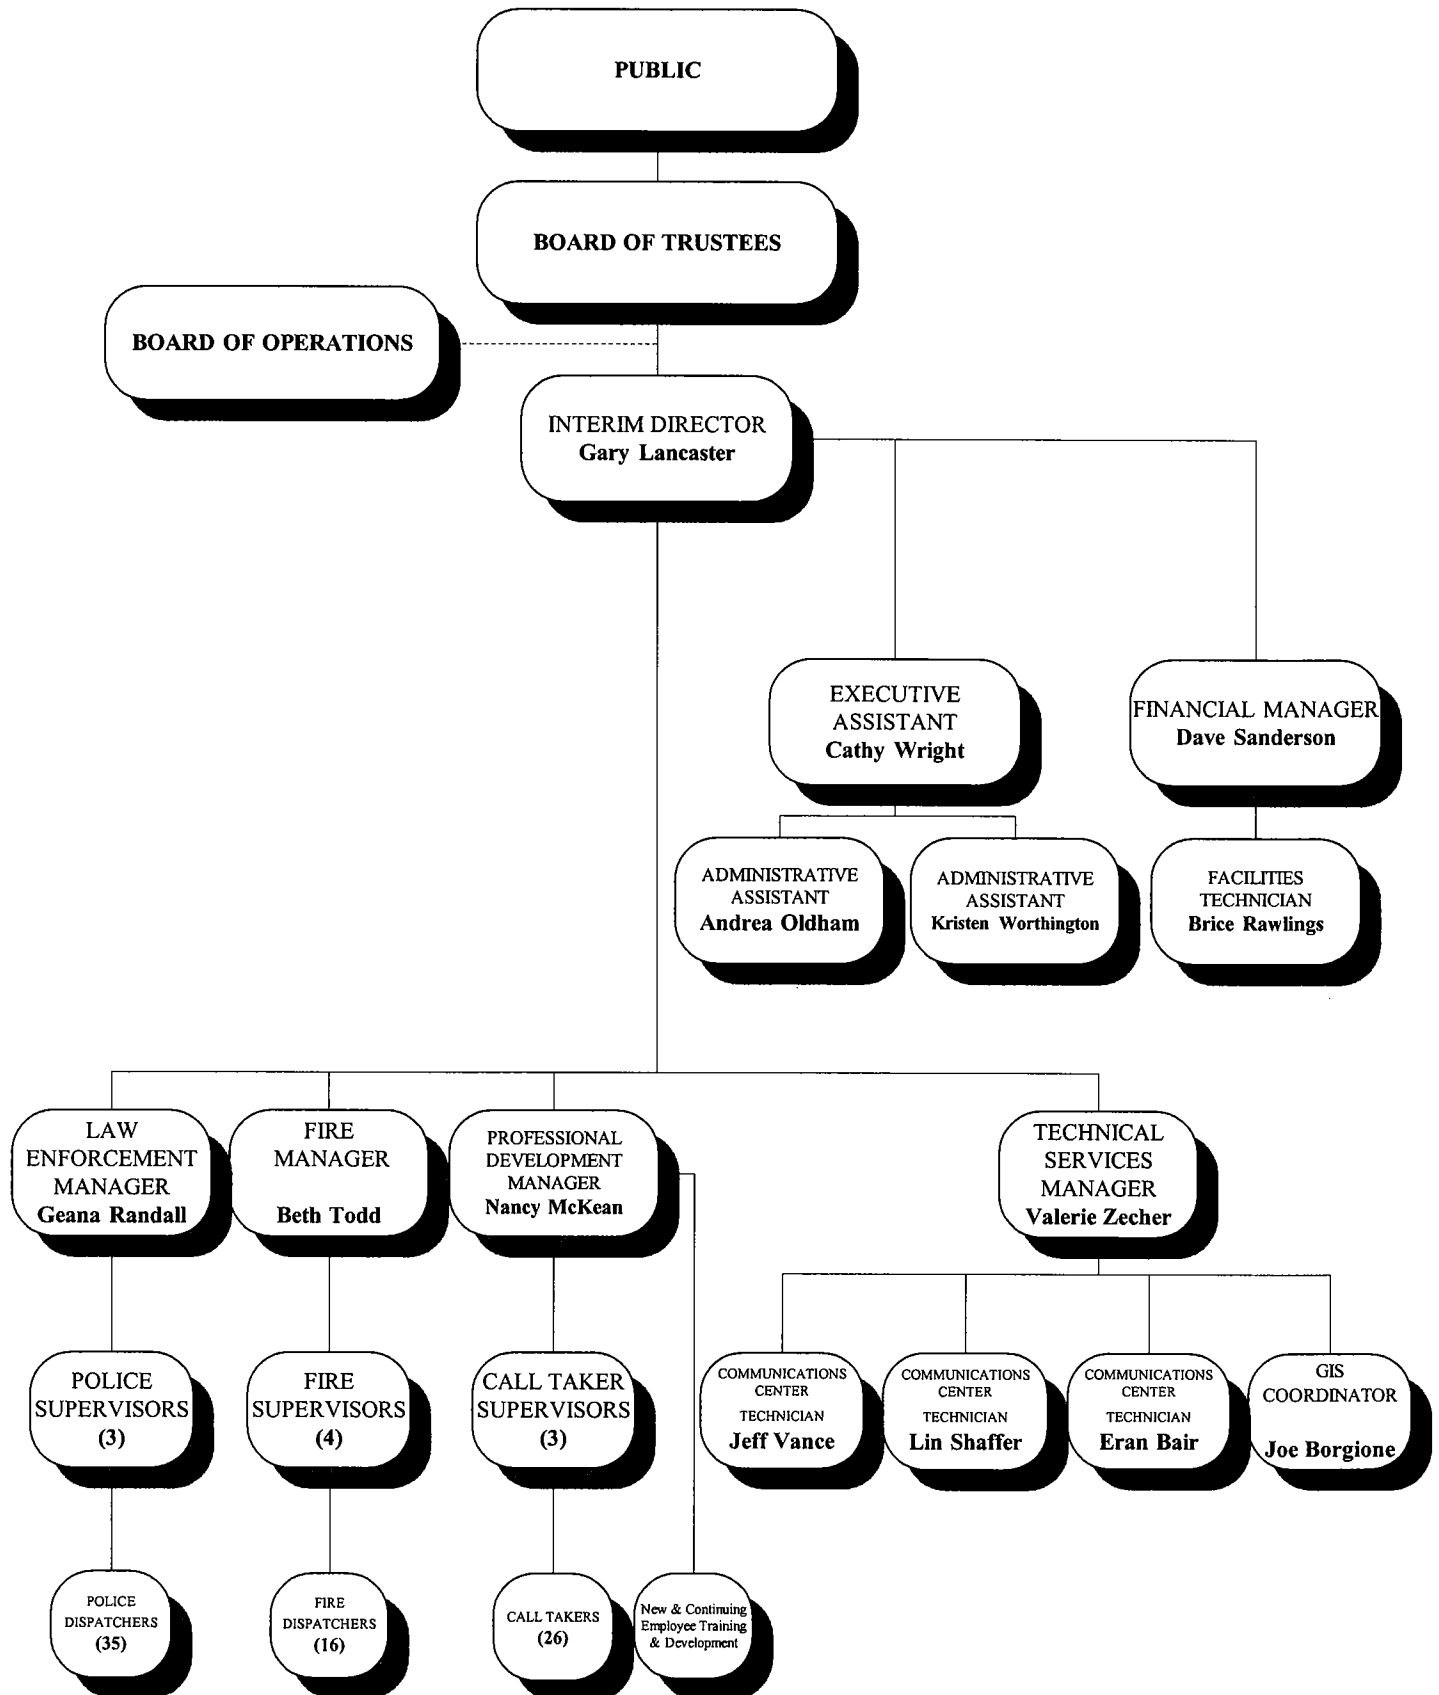 PUBLIC
BOARD OF TRUSTEES
BOARD OF OPERATIONS
INTERIM DIRECTOR
Gary Lancaster
EXECUTIVE
ASSISTANT
Cathy Wright
FINANCIAL MANAGER
Dave Sanderson
ADMINISTRATIVE
ASSISTANT
Andrea Oldham
ADMINISTRATIVE
ASSISTANT
Kristen Worthington
FACILITIES
TECHNICIAN
Brice Rawlings
LAW
ENFORCEMENT
MANAGER
Geana Randall
FIRE
MANAGER
Beth Todd
PROFESSIONAL
DEVELOPMENT
MANAGER
Nancy McKean
TECHNICAL
SERVICES
MANAGER
Valerie Zecher
POLICE
SUPERVISORS
(3)
FIRE
SUPERVISORS
(4)
CALL TAKER
SUPERVISORS
(3)
COMMUNICATIONS
CENTER
TECHNICIAN
Jeff Vance
COMMUNICATIONS
CENTER
TECHNICIAN
Lin Shaffer
COMMUNICATIONS
CENTER
TECHNICIAN
Eran Bair
GIS
COORDINATOR
Joe Borgione
POLICE
DISPATCHERS
(35)
FIRE
DISPATCHERS
(16)
CALL TAKERS
(26)
New & Continuing
Employee Training
& Development